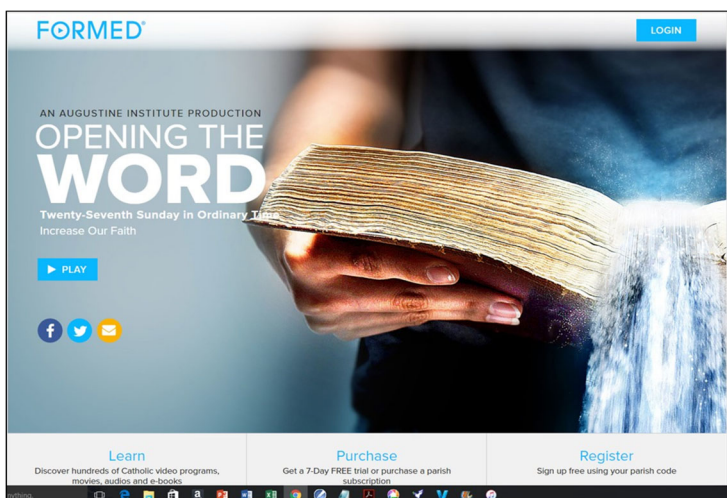 FORMED®
LOGIN
AN AUGUSTINE INSTITUTE PRODUCTION
OPENING THE
WORD
Twenty-Seventh Sunday in Ordinary Time
Increase Our Faith
PLAY
Learn
Discover hundreds of Catholic video programs,
movies, audios and e-books
Purchase
Get a 7-Day FREE trial or purchase a parish
subscription
Register
Sign up free using your parish code
nything.